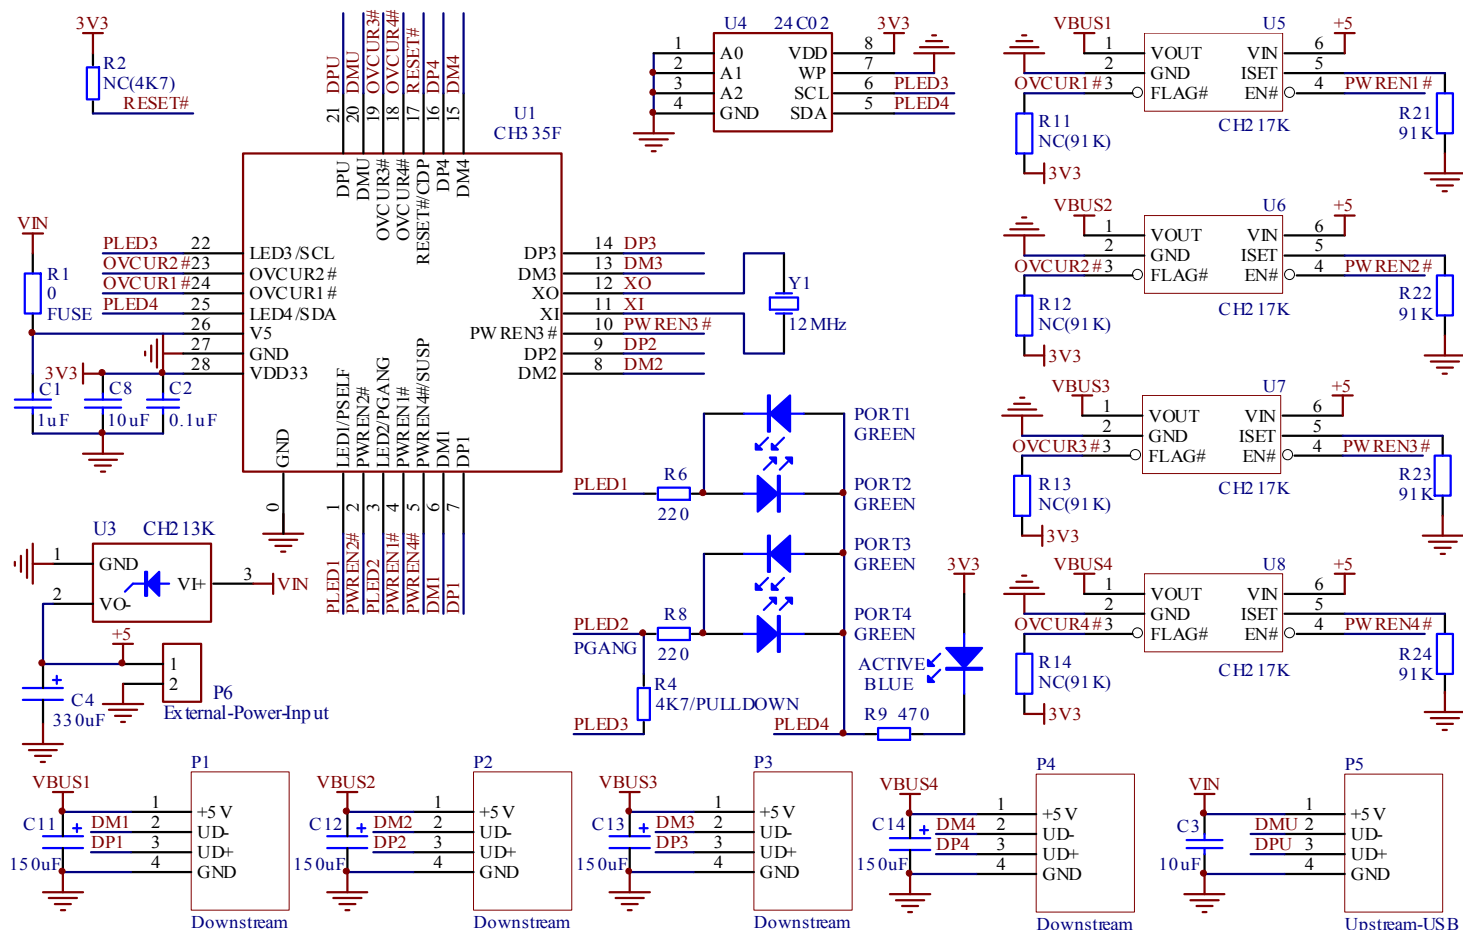 3V3
R2
NC(4K7)
RESET#
21 DPU
20 DMU
19 OVCUR3#
18 OVCUR4#
17 RESET#
16 DP4
15 DM4
U1
CH335F
DPU
DMU
OVCUR3#
OVCUR4#
RESET#/CDP
DP4
DM4
VIN
R1
0
FUSE
PLED3 22 LED3/SCL
OVCUR2# 23 OVCUR2#
OVCUR1# 24 OVCUR1#
PLED4 25 LED4/SDA
26 V5
27 GND
3V3 28 VDD33
C1
1uF
C8
10uF
C2
0.1uF
DP3 14 DP3
DM3 13 DM3
XO 12 XO
XI 11 XI
PWREN3# 10 PWREN3#
DP2 9 DP2
DM2 8 DM2
Y1
12MHz
GND
LED1/PSELF
PWREN2#
LED2/PGANG
PWREN1#
PWREN4#/SUSP
DM1
DP1
0
1 PLED1
2 PWREN2#
3 PLED2
4 PWREN1#
5 PWREN4#
6 DM1
7 DP1
U4 24C02
1 A0 VDD 8 3V3
2 A1 WP 7
3 A2 SCL 6 PLED3
4 GND SDA 5 PLED4
VBUS1 U5 +5
1 VOUT VIN 6
2 GND ISET 5
OVCUR1# 3 FLAG# EN# 4 PWREN1#
R11
NC(91K)
3V3
CH217K
R21
91K
VBUS2 U6 +5
1 VOUT VIN 6
2 GND ISET 5
OVCUR2# 3 FLAG# EN# 4 PWREN2#
R12
NC(91K)
3V3
CH217K
R22
91K
VBUS3 U7 +5
1 VOUT VIN 6
2 GND ISET 5
OVCUR3# 3 FLAG# EN# 4 PWREN3#
R13
NC(91K)
3V3
CH217K
R23
91K
VBUS4 U8 +5
1 VOUT VIN 6
2 GND ISET 5
OVCUR4# 3 FLAG# EN# 4 PWREN4#
R14
NC(91K)
3V3
CH217K
R24
91K
U3 CH213K
1 GND
VI+ 3 VIN
2 VO-
+5
C4
330uF
1
2
P6
External-Power-Input
PORT1
GREEN
PLED1 R6
220
PORT2
GREEN
PORT3
GREEN
PLED2 R8
PGANG 220
PORT4
GREEN
R4
4K7/PULLDOWN
PLED3
PLED4
R9 470
ACTIVE
BLUE
3V3
VBUS1 P1
C11
150uF
1 +5V
DM1 2 UD-
DP1 3 UD+
4 GND
Downstream
VBUS2 P2
C12
150uF
1 +5V
DM2 2 UD-
DP2 3 UD+
4 GND
Downstream
VBUS3 P3
C13
150uF
1 +5V
DM3 2 UD-
DP3 3 UD+
4 GND
Downstream
VBUS4 P4
C14
150uF
1 +5V
DM4 2 UD-
DP4 3 UD+
4 GND
Downstream
VIN P5
C3
10uF
1 +5V
DMU 2 UD-
DPU 3 UD+
4 GND
Upstream-USB